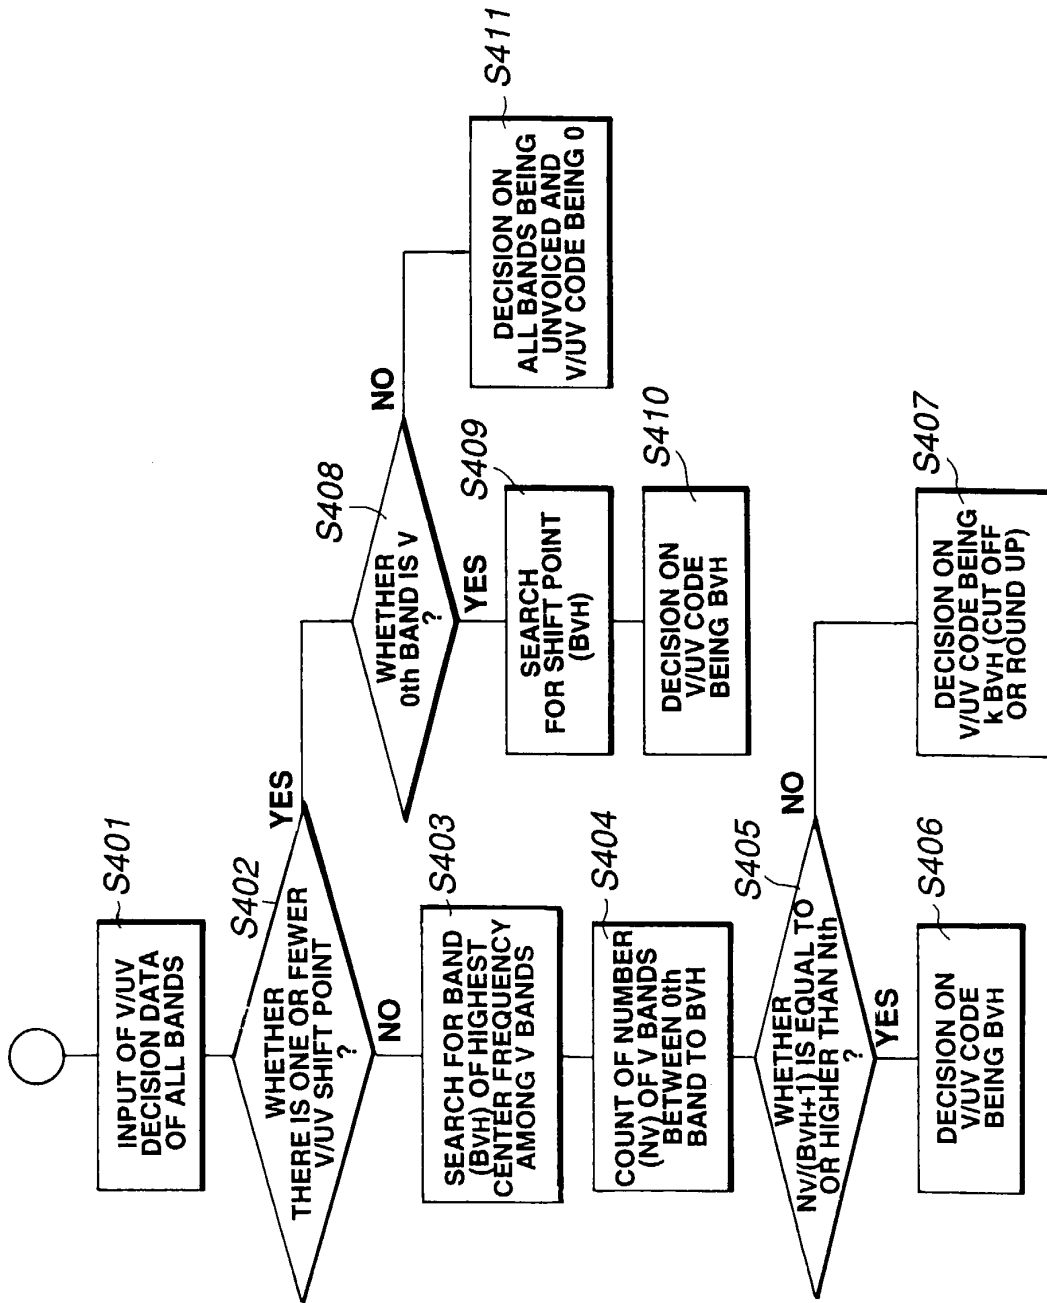 S401
INPUT OF V/UV
DECISION DATA
OF ALL BANDS
S402
WHETHER
THERE IS ONE OR FEWER
V/UV SHIFT POINT
?
YES
NO
S403
SEARCH FOR BAND
(BVH) OF HIGHEST
CENTER FREQUENCY
AMONG V BANDS
S404
COUNT OF NUMBER
(Nv) OF V BANDS
BETWEEN 0th
BAND TO BVH
S405
WHETHER
Nv/(BVH+1) IS EQUAL TO
OR HIGHER THAN Nth
?
NO
YES
S406
DECISION ON
V/UV CODE
BEING BVH
S407
DECISION ON
V/UV CODE BEING
k BVH (CUT OFF
OR ROUND UP)
S408
WHETHER
0th BAND IS V
?
NO
YES
S409
SEARCH
FOR SHIFT POINT
(BVH)
S410
DECISION ON
V/UV CODE
BEING BVH
S411
DECISION ON
ALL BANDS BEING
UNVOICED AND
V/UV CODE BEING 0